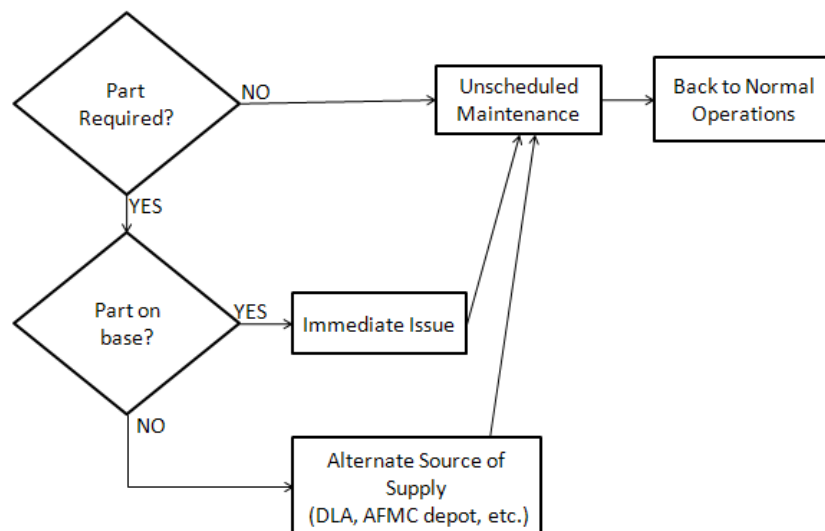 Part
Required?
NO
Unscheduled
Maintenance
Back to Normal
Operations
YES
Part on
base?
YES
Immediate Issue
NO
Alternate Source of
Supply
(DLA, AFMC depot, etc.)